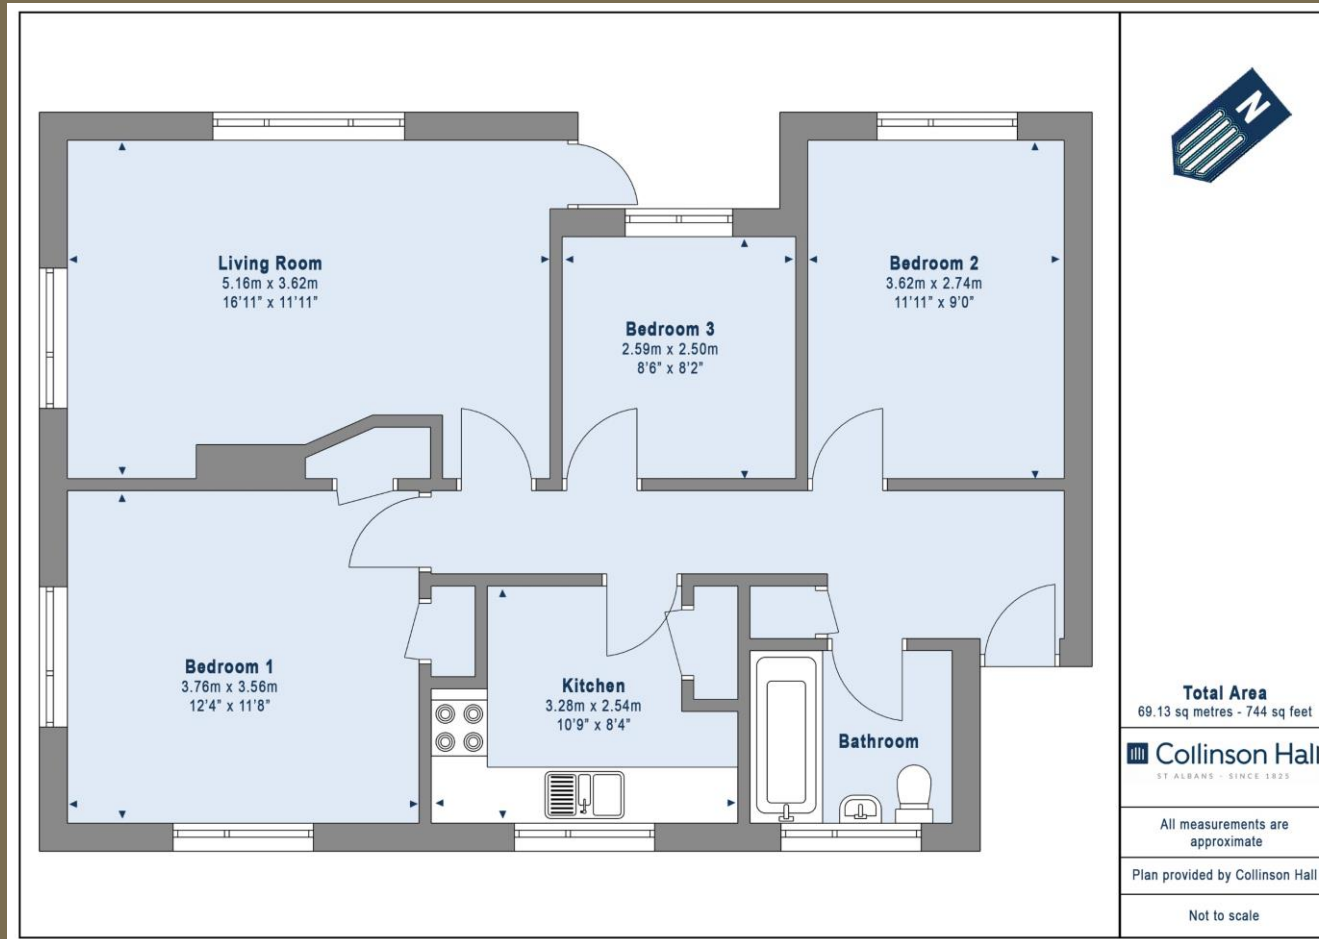 N
Living Room
5.16m x 3.62m
16'11" x 11'11"
Bedroom 2
3.62m x 2.74m
11'11" x 9'0"
Bedroom 3
2.59m x 2.50m
8'6" x 8'2"
Bedroom 1
3.76m x 3.56m
12'4" x 11'8"
Kitchen
3.28m x 2.54m
10'9" x 8'4"
Bathroom
Total Area
69.13 sq metres - 744 sq feet
Collinson Hall
ST ALBANS - SINCE 1825
All measurements are
approximate
Plan provided by Collinson Hall
Not to scale